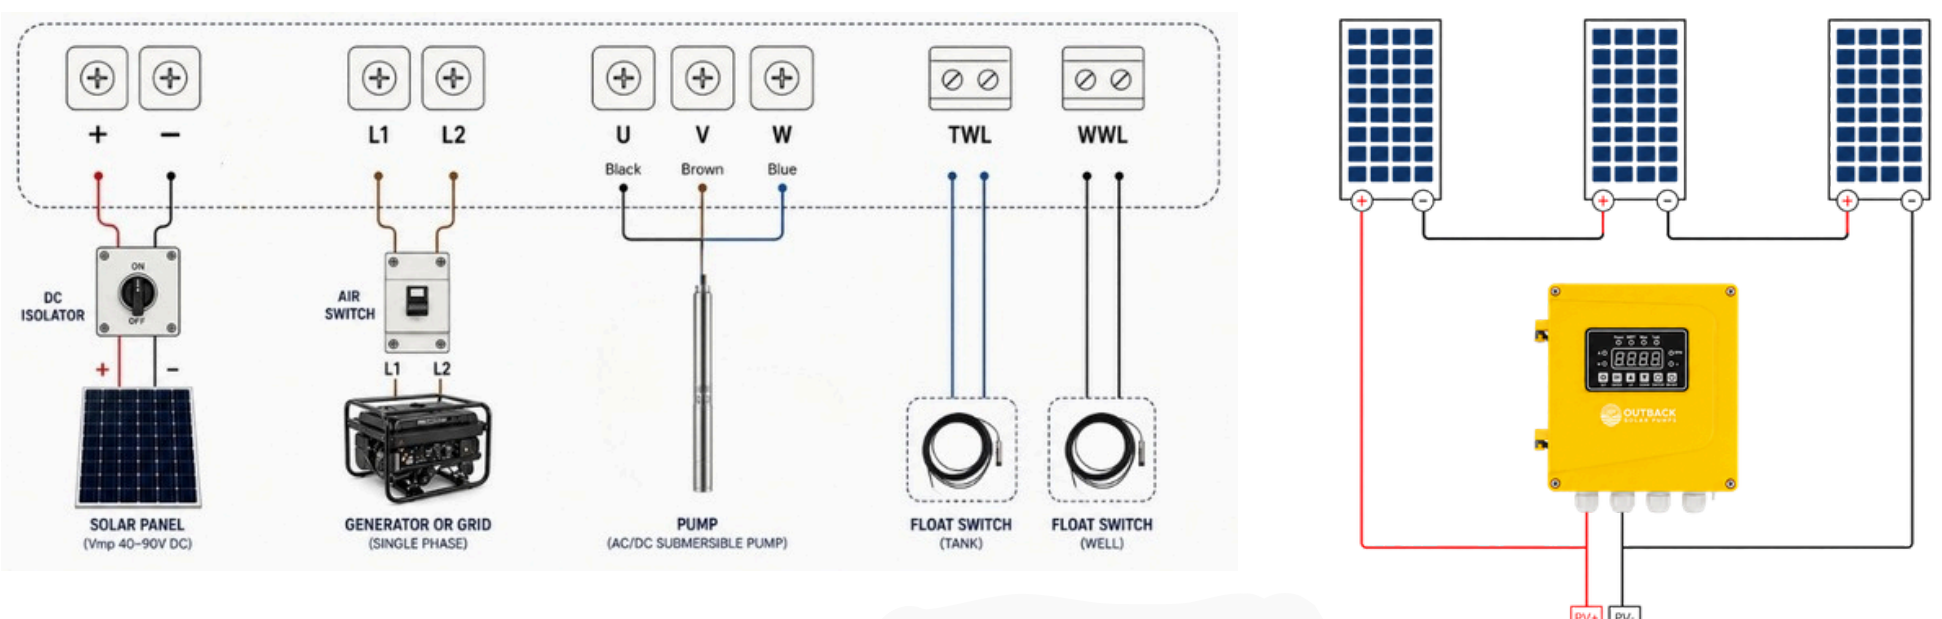 + −
L1 L2
U V W
TWL
WWL
Black Brown Blue
ON
OFF
DC
ISOLATOR
+ −
AIR
SWITCH
L1 L2
SOLAR PANEL
(Vmp 40–90V DC)
GENERATOR OR GRID
(SINGLE PHASE)
PUMP
(AC/DC SUBMERSIBLE PUMP)
FLOAT SWITCH
(TANK)
FLOAT SWITCH
(WELL)
+ − + − + −
8888
OUTBACK
SOLAR PUMPS
PV+ PV-